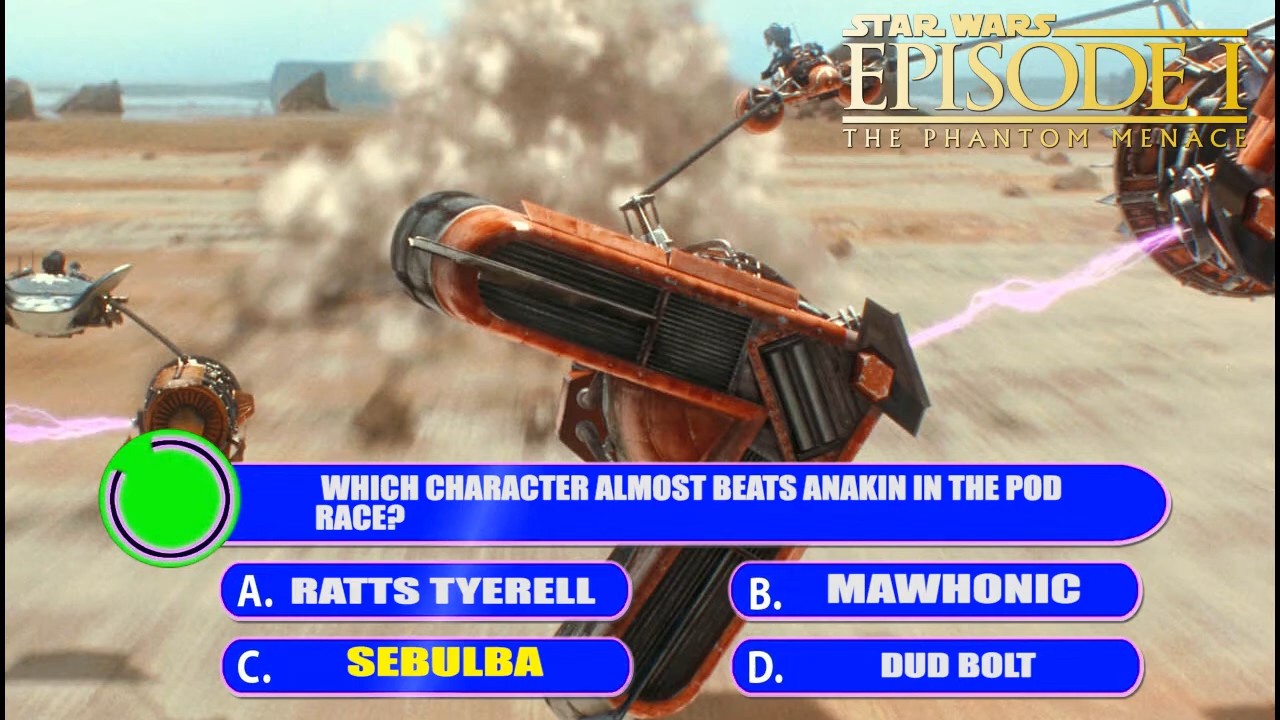 STAR WARS
EPISODE I
THE PHANTOM MENACE
WHICH CHARACTER ALMOST BEATS ANAKIN IN THE POD
RACE?
A. RATTS TYERELL
B. MAWHONIC
C. SEBULBA
D. DUD BOLT